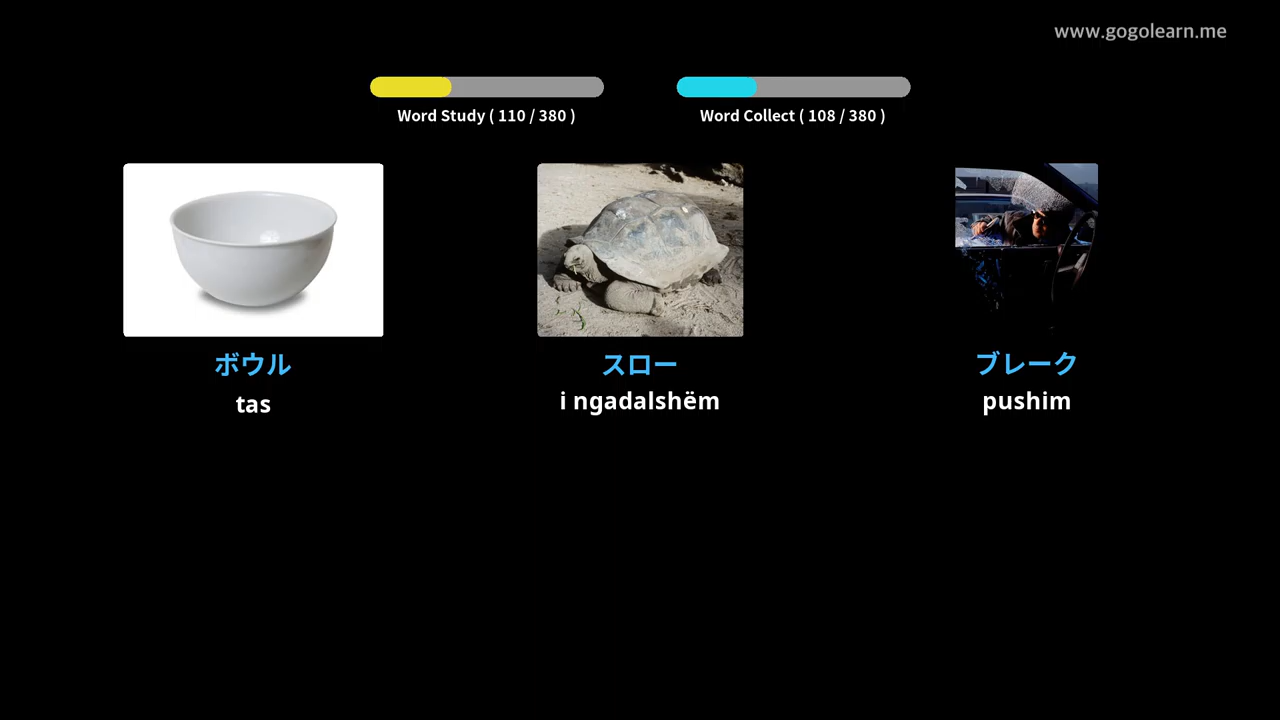 www.gogolearn.me
Word Study ( 110 / 380 )
Word Collect ( 108 / 380 )
ボウル
スロー
ブレーク
tas
i ngadalshëm
pushim